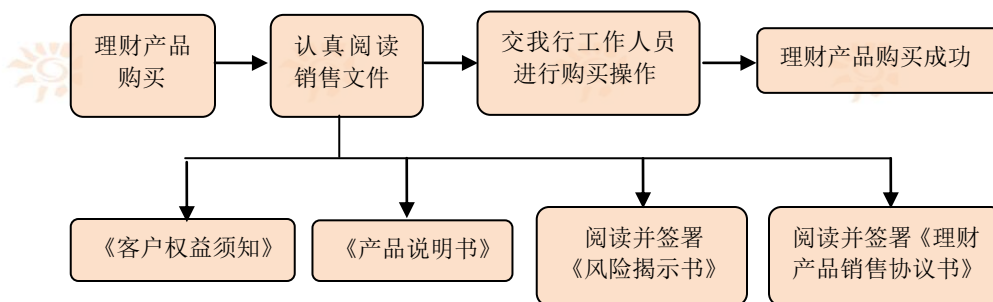 理财产品
购买
认真阅读
销售文件
交我行工作人员
进行购买操作
理财产品购买成功
《客户权益须知》
《产品说明书》
阅读并签署
《风险揭示书》
阅读并签署《理财
产品销售协议书》